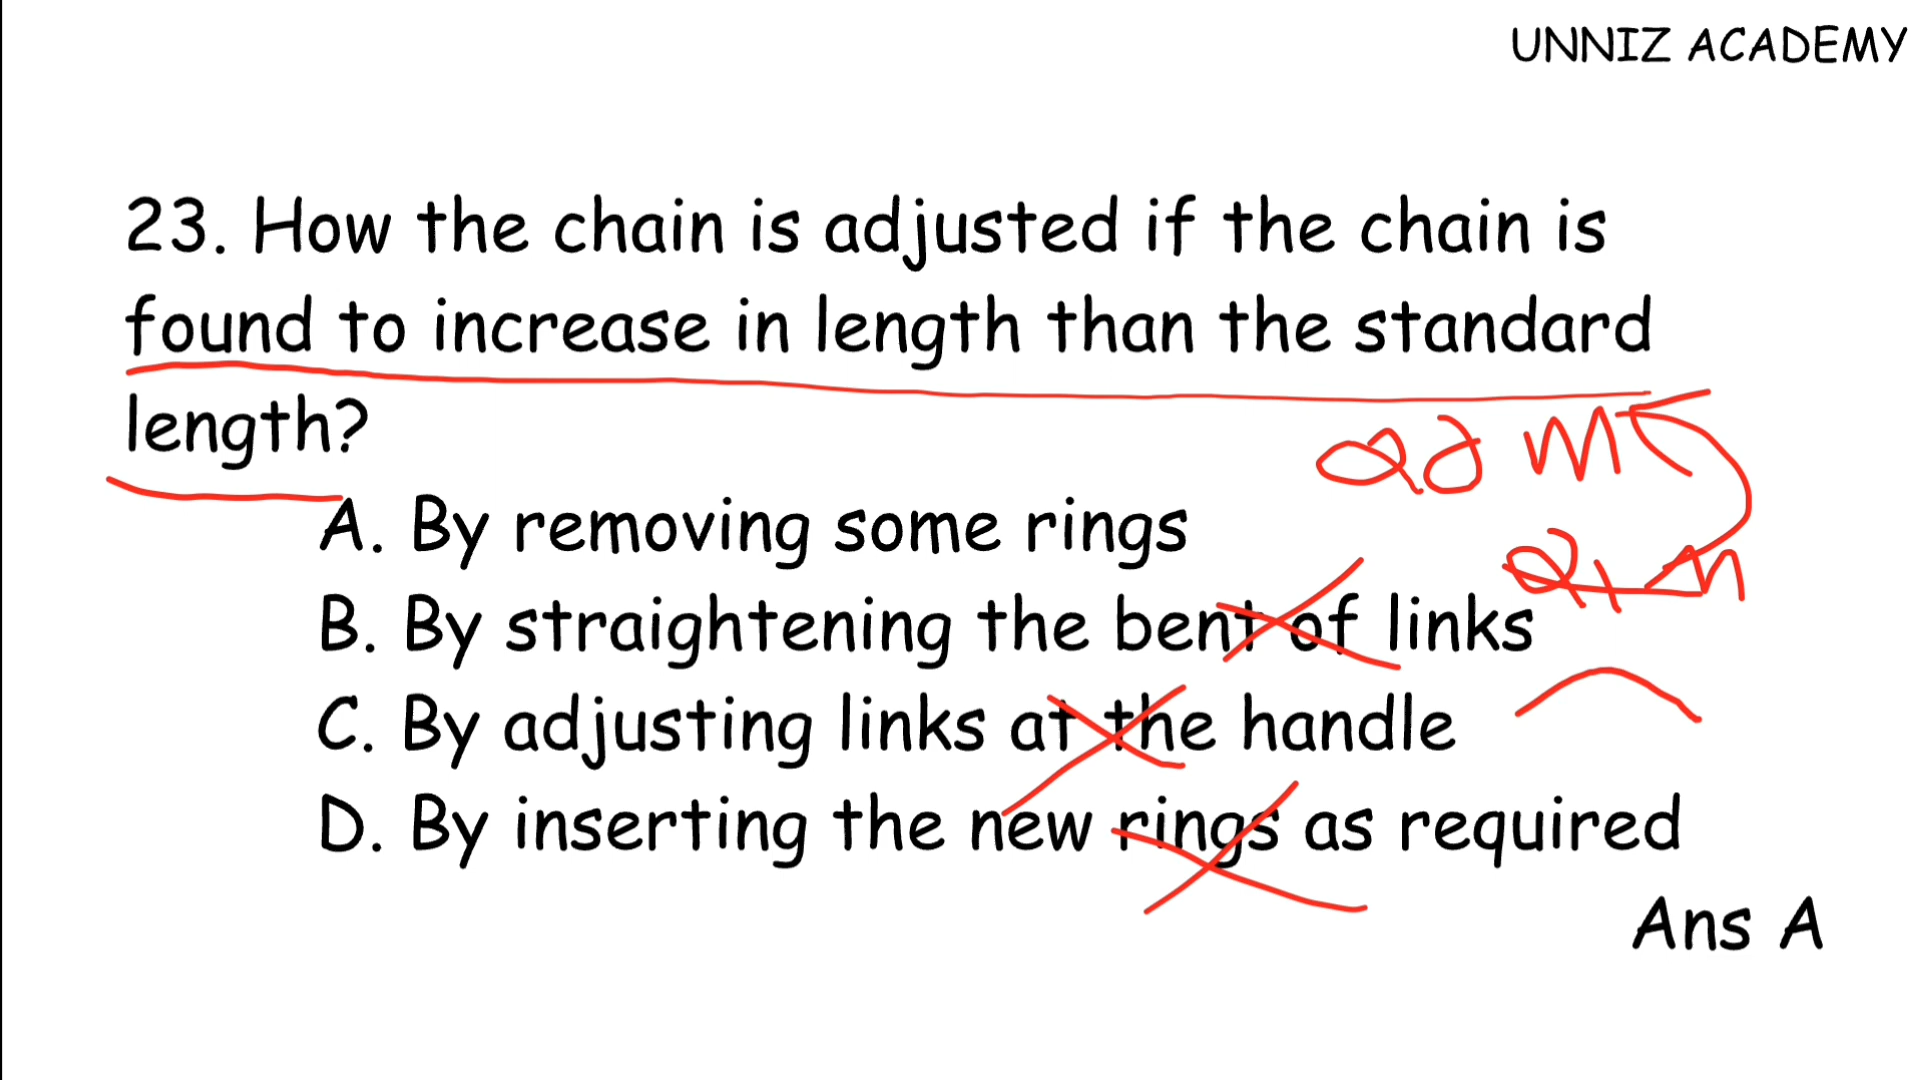 UNNIZ ACADEMY
23. How the chain is adjusted if the chain is
found to increase in length than the standard
length?
20 m
A. By removing some rings
21 m
B. By straightening the bent of links
C. By adjusting links at the handle
D. By inserting the new rings as required
Ans A